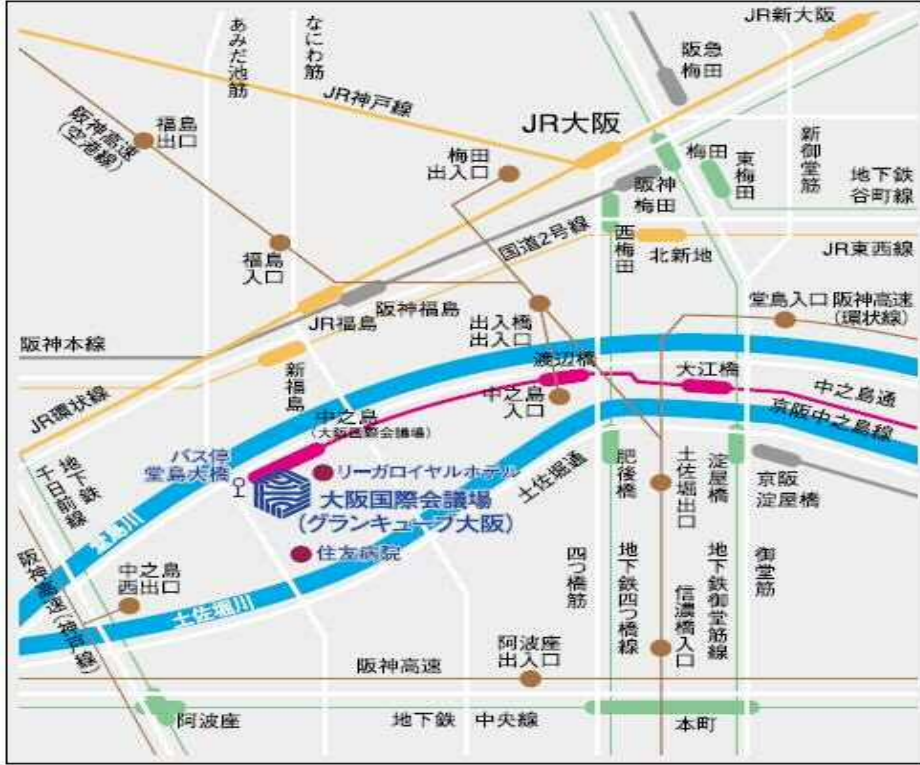 JR新大阪
あみだ池筋
なにわ筋
阪急
梅田
JR神戸線
阪神高速
(空港線)
福島
出口
JR大阪
梅田
出入口
梅田
東梅田
新御堂筋
地下鉄
谷町線
阪神
梅田
西梅田
国道2号線
北新地
JR東西線
福島
入口
阪神福島
JR福島
出入橋
出入口
堂島入口
阪神高速
(環状線)
阪神本線
新福島
渡辺橋
大江橋
中之島
入口
中之島通
京阪中之島線
JR環状線
中之島
(大阪国際会議場)
バス停
堂島大橋
リーガロイヤルホテル
大阪国際会議場
(グランキューブ大阪)
住友病院
土佐堀通
肥後橋
土佐堀出口
淀屋橋
京阪
淀屋橋
地下鉄
千日前線
堂島川
阪神高速(神戸線)
中之島
西出口
土佐堀川
四つ橋筋
地下鉄四つ橋線
信濃橋入口
地下鉄御堂筋線
御堂筋
阿波座
出入口
阪神高速
阿波座
地下鉄 中央線
本町